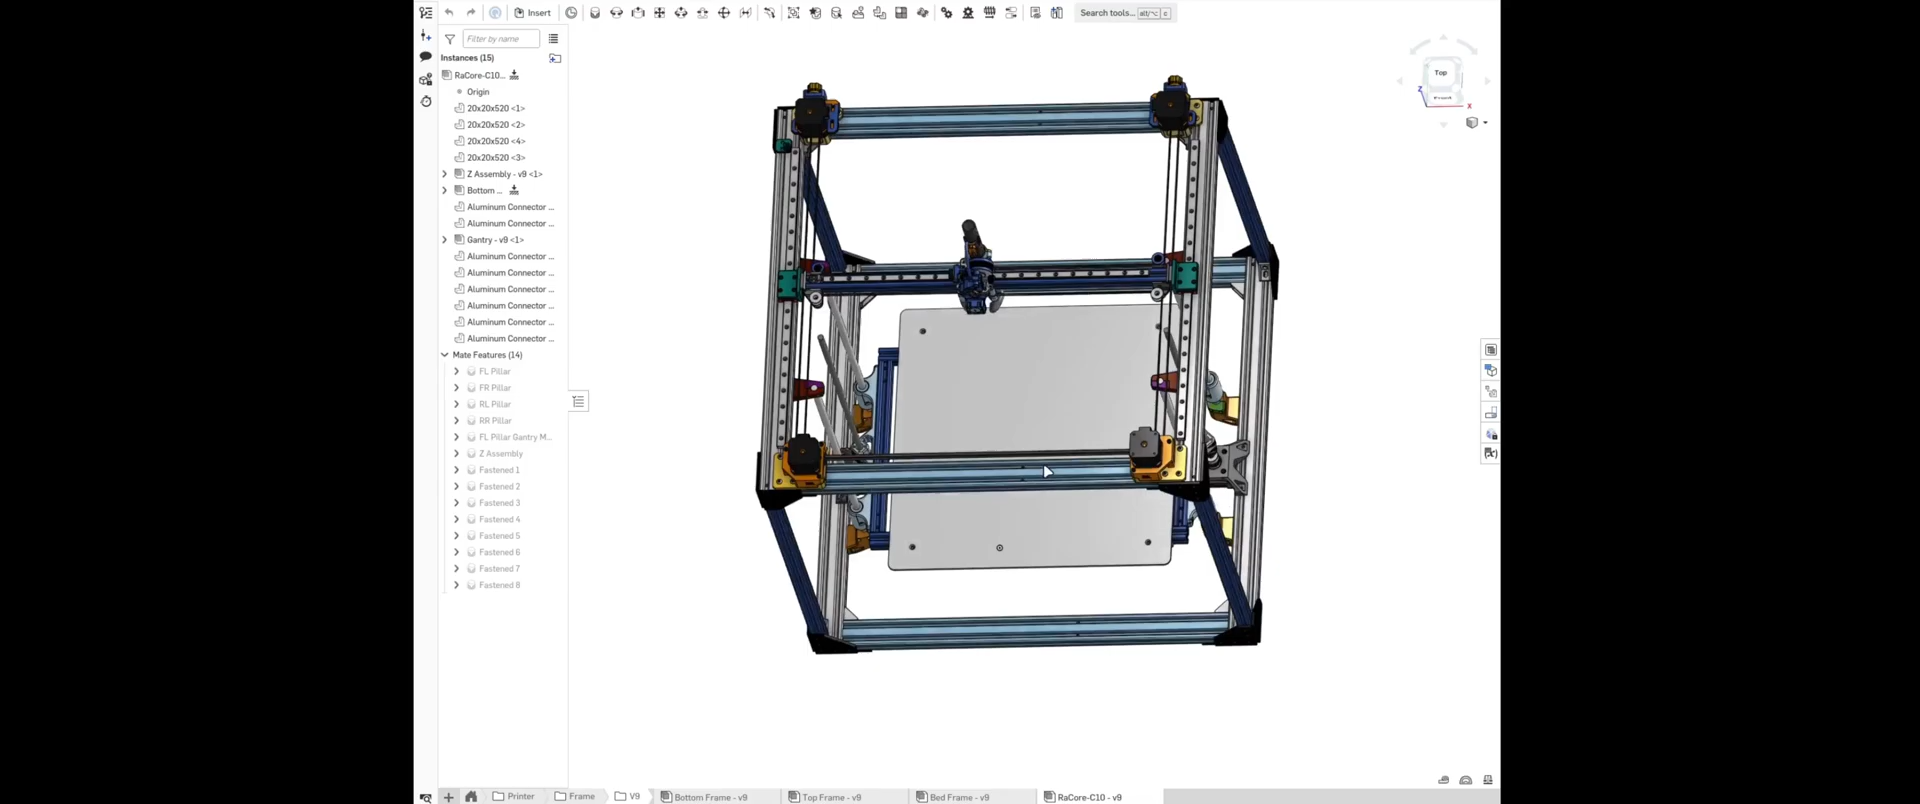 Insert
Search tools... alt/⌥ c
Filter by name
Instances (15)
RaCore-C10...
Origin
20x20x520 <1>
20x20x520 <2>
20x20x520 <4>
20x20x520 <3>
Z Assembly - v9 <1>
Bottom ...
Aluminum Connector ...
Aluminum Connector ...
Gantry - v9 <1>
Aluminum Connector ...
Aluminum Connector ...
Aluminum Connector ...
Aluminum Connector ...
Aluminum Connector ...
Aluminum Connector ...
Mate Features (14)
FL Pillar
FR Pillar
RL Pillar
RR Pillar
FL Pillar Gantry M...
Z Assembly
Fastened 1
Fastened 2
Fastened 3
Fastened 4
Fastened 5
Fastened 6
Fastened 7
Fastened 8
Top
Front
Z
X
Printer
Frame
V9
Bottom Frame - v9
Top Frame - v9
Bed Frame - v9
RaCore-C10 - v9